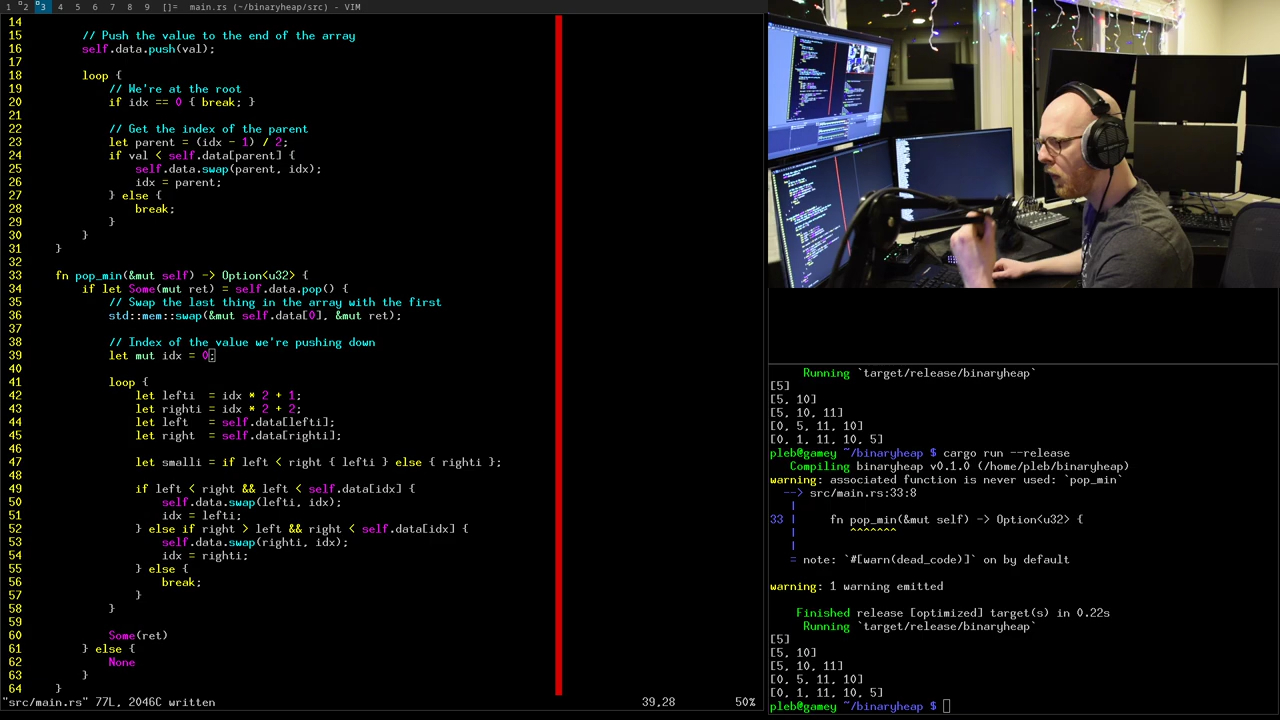 1 2 3 4 5 6 7 8 9 []= main.rs (~/binaryheap/src) - VIM
14
15 // Push the value to the end of the array
16 self.data.push(val);
17
18 loop {
19 // We're at the root
20 if idx == 0 { break; }
21
22 // Get the index of the parent
23 let parent = (idx - 1) / 2;
24 if val < self.data[parent] {
25 self.data.swap(parent, idx);
26 idx = parent;
27 } else {
28 break;
29 }
30 }
31 }
32
33 fn pop_min(&mut self) -> Option<u32> {
34 if let Some(mut ret) = self.data.pop() {
35 // Swap the last thing in the array with the first
36 std::mem::swap(&mut self.data[0], &mut ret);
37
38 // Index of the value we're pushing down
39 let mut idx = 0;
40
41 loop {
42 let lefti  = idx * 2 + 1;
43 let righti = idx * 2 + 2;
44 let left   = self.data[lefti];
45 let right  = self.data[righti];
46
47 let smalli = if left < right { lefti } else { righti };
48
49 if left < right && left < self.data[idx] {
50 self.data.swap(lefti, idx);
51 idx = lefti;
52 } else if right > left && right < self.data[idx] {
53 self.data.swap(righti, idx);
54 idx = righti;
55 } else {
56 break;
57 }
58 }
59
60 Some(ret)
61 } else {
62 None
63 }
64 }
"src/main.rs" 77L, 2046C written 39,28 50%
Running `target/release/binaryheap`
[5]
[5, 10]
[5, 10, 11]
[0, 5, 11, 10]
[0, 1, 11, 10, 5]
pleb@gamey ~/binaryheap $ cargo run --release
Compiling binaryheap v0.1.0 (/home/pleb/binaryheap)
warning: associated function is never used: `pop_min`
--> src/main.rs:33:8
|
33 | fn pop_min(&mut self) -> Option<u32> {
| ^^^^^^^
|
= note: `#[warn(dead_code)]` on by default
warning: 1 warning emitted
Finished release [optimized] target(s) in 0.22s
Running `target/release/binaryheap`
[5]
[5, 10]
[5, 10, 11]
[0, 5, 11, 10]
[0, 1, 11, 10, 5]
pleb@gamey ~/binaryheap $